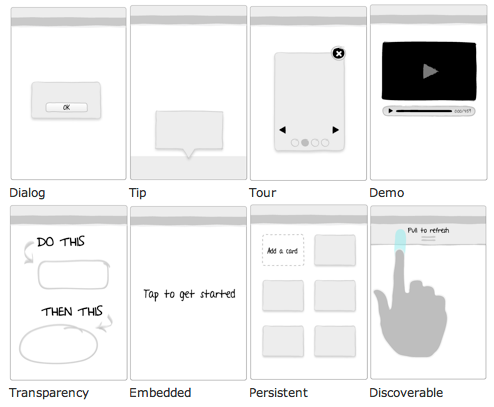 OK
Dialog
Tip
Tour
Demo
DO THIS
THEN THIS
Transparency
Tap to get started
Embedded
Add a card
Persistent
Pull to refresh
Discoverable